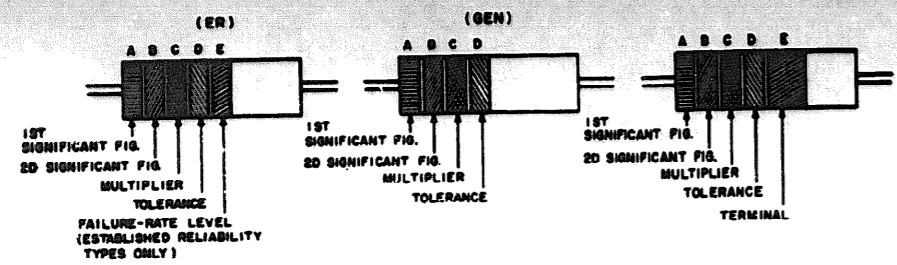 (ER)
A B C D E
1ST
SIGNIFICANT FIG.
2D SIGNIFICANT FIG.
MULTIPLIER
TOLERANCE
FAILURE-RATE LEVEL
(ESTABLISHED RELIABILITY
TYPES ONLY)
(GEN)
A B C D
1ST
SIGNIFICANT FIG.
2D SIGNIFICANT FIG.
MULTIPLIER
TOLERANCE
A B C D E
1ST
SIGNIFICANT FIG.
2D SIGNIFICANT FIG.
MULTIPLIER
TOLERANCE
TERMINAL